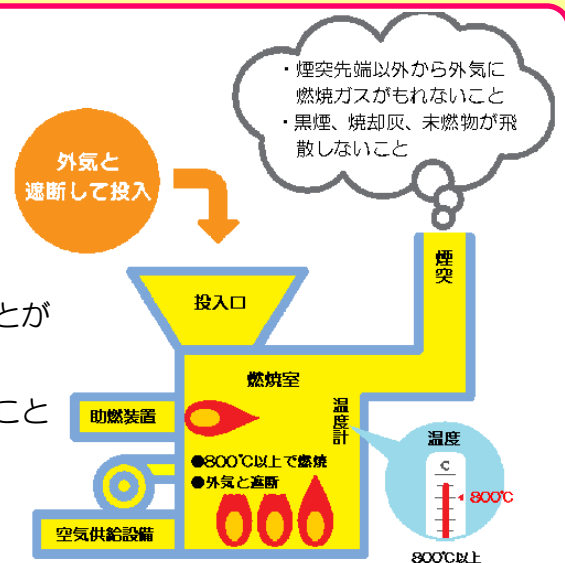 ・煙突先端以外から外気に
燃焼ガスがもれないこと
・黒煙、焼却灰、未燃物が飛
散しないこと
外気と
遮断して投入
煙突
投入口
とが
燃焼室
こと
助燃装置
温度計
温度
℃
●800℃以上で燃焼
●外気と遮断
800℃
空気供給設備
800℃以上